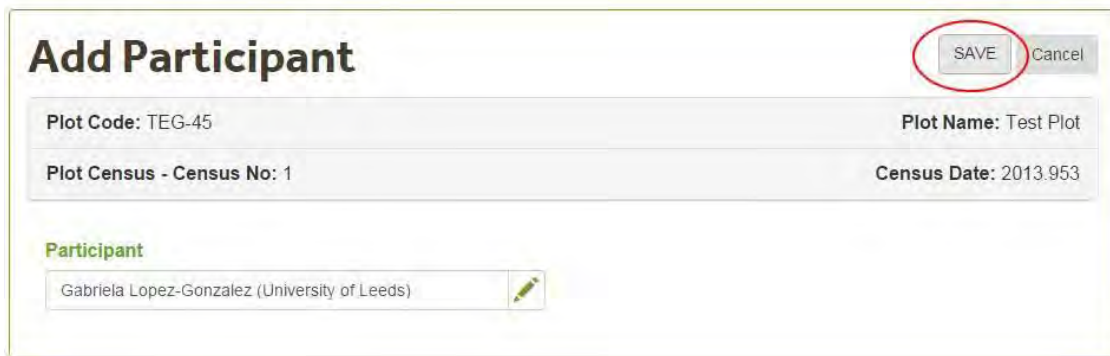 Add Participant
SAVE Cancel
Plot Code: TEG-45 Plot Name: Test Plot
Plot Census - Census No: 1 Census Date: 2013.953
Participant
Gabriela Lopez-Gonzalez (University of Leeds)